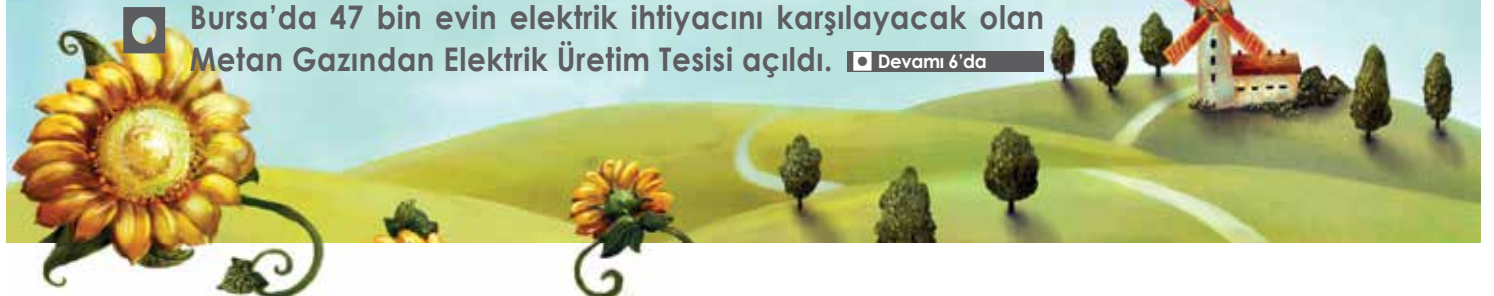 Bursa’da 47 bin evin elektrik ihtiyacını karşılayacak olan
Metan Gazından Elektrik Üretim Tesisi açıldı. Devamı 6’da